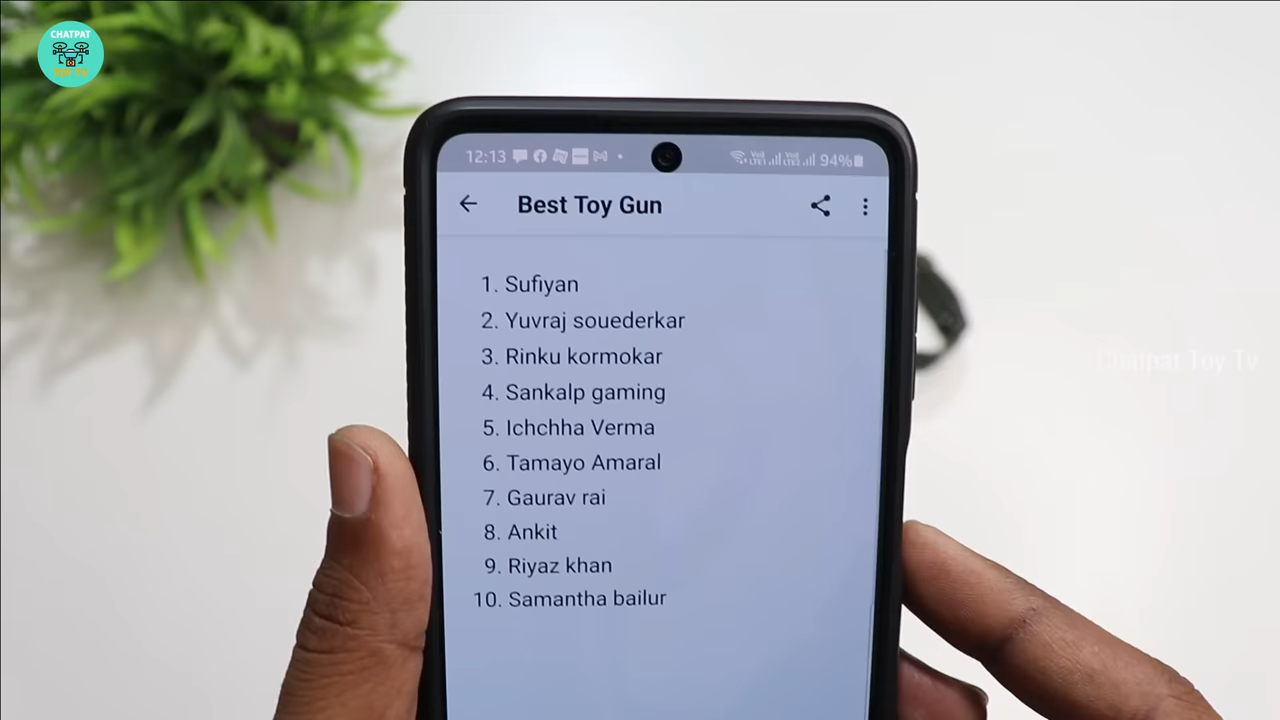 CHATPAT
TOY TV
12:13
94%
Best Toy Gun
1. Sufiyan
2. Yuvraj souederkar
3. Rinku kormokar
4. Sankalp gaming
5. Ichchha Verma
6. Tamayo Amaral
7. Gaurav rai
8. Ankit
9. Riyaz khan
10. Samantha bailur
Chatpat Toy Tv